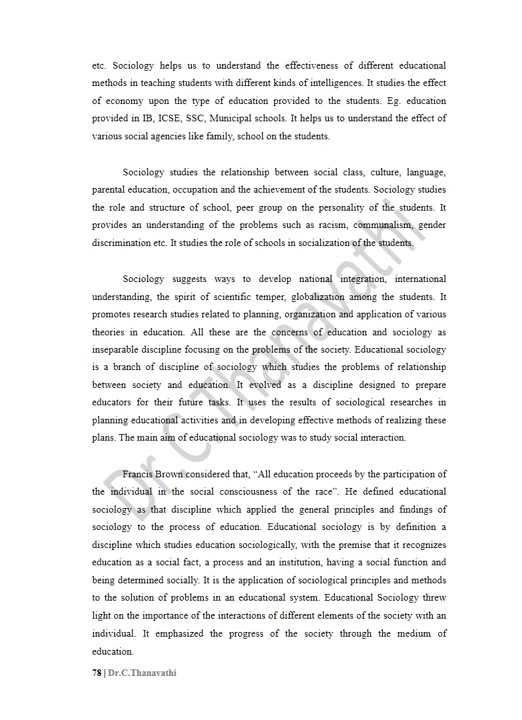 etc. Sociology helps us to understand the effectiveness of different educational
methods in teaching students with different kinds of intelligences. It studies the effect
of economy upon the type of education provided to the students. Eg. education
provided in IB, ICSE, SSC, Municipal schools. It helps us to understand the effect of
various social agencies like family, school on the students.
Sociology studies the relationship between social class, culture, language,
parental education, occupation and the achievement of the students. Sociology studies
the role and structure of school, peer group on the personality of the students. It
provides an understanding of the problems such as racism, communalism, gender
discrimination etc. It studies the role of schools in socialization of the students.
Sociology suggests ways to develop national integration, international
understanding, the spirit of scientific temper, globalization among the students. It
promotes research studies related to planning, organization and application of various
theories in education. All these are the concerns of education and sociology as
inseparable discipline focusing on the problems of the society. Educational sociology
is a branch of discipline of sociology which studies the problems of relationship
between society and education. It evolved as a discipline designed to prepare
educators for their future tasks. It uses the results of sociological researches in
planning educational activities and in developing effective methods of realizing these
plans. The main aim of educational sociology was to study social interaction.
Francis Brown considered that, “All education proceeds by the participation of
the individual in the social consciousness of the race”. He defined educational
sociology as that discipline which applied the general principles and findings of
sociology to the process of education. Educational sociology is by definition a
discipline which studies education sociologically, with the premise that it recognizes
education as a social fact, a process and an institution, having a social function and
being determined socially. It is the application of sociological principles and methods
to the solution of problems in an educational system. Educational Sociology threw
light on the importance of the interactions of different elements of the society with an
individual. It emphasized the progress of the society through the medium of
education.
78 | Dr.C.Thanavathi
Dr.C.Thanavathi